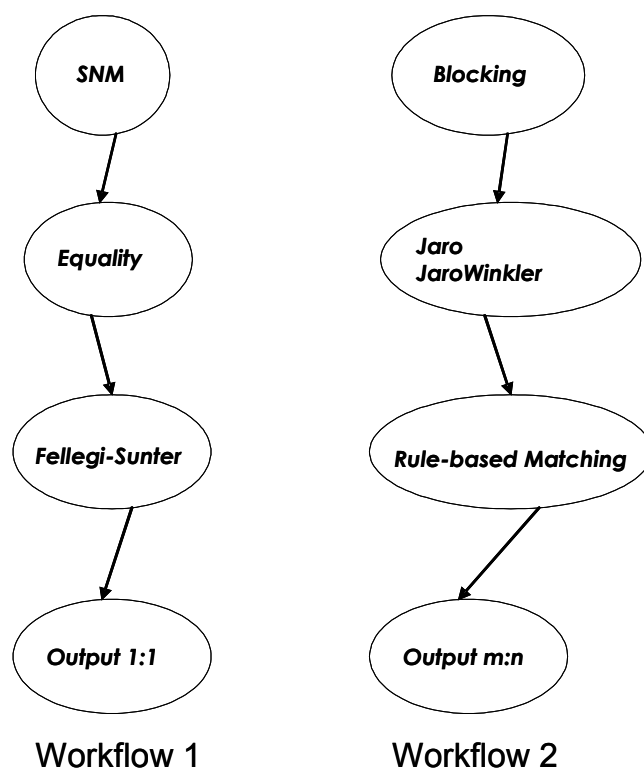 SNM
Equality
Fellegi-Sunter
Output 1:1
Workflow 1
Blocking
Jaro
JaroWinkler
Rule-based Matching
Output m:n
Workflow 2